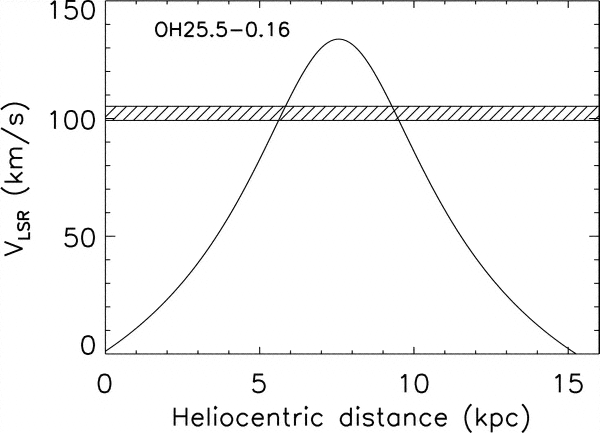 150
OH25.5−0.16
100
50
0
V_LSR (km/s)
0 5 10 15
Heliocentric distance (kpc)